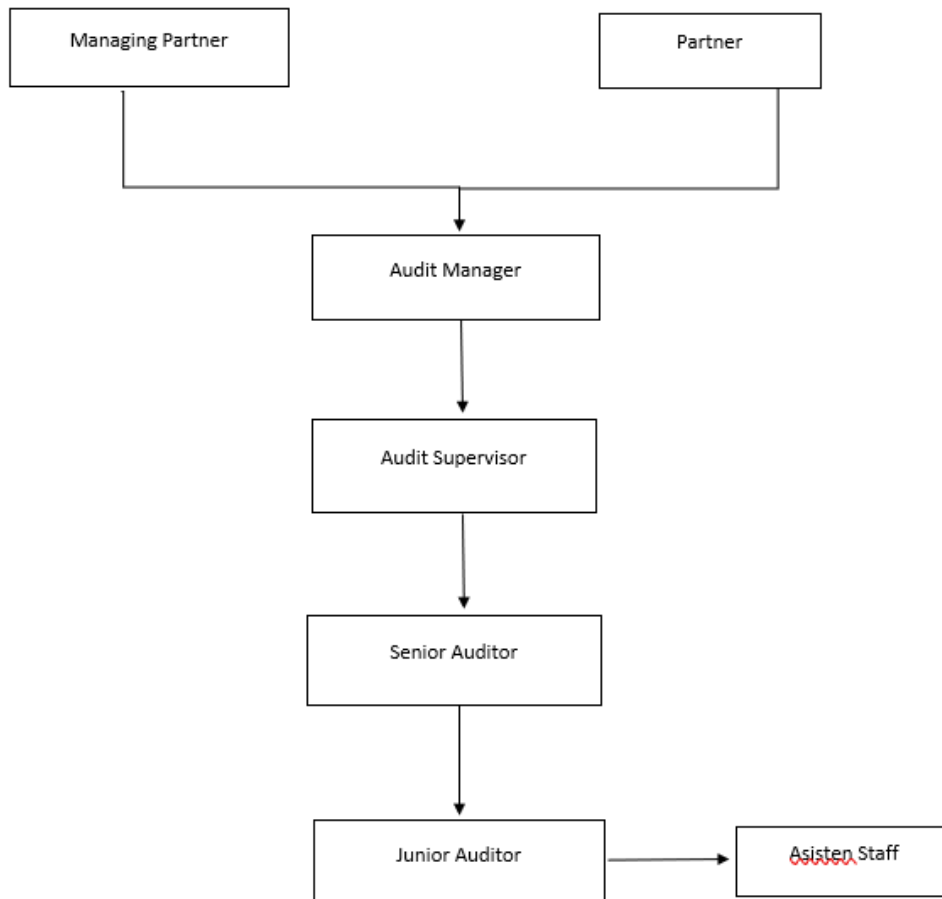 Managing Partner
Partner
Audit Manager
Audit Supervisor
Senior Auditor
Junior Auditor
Asisten Staff